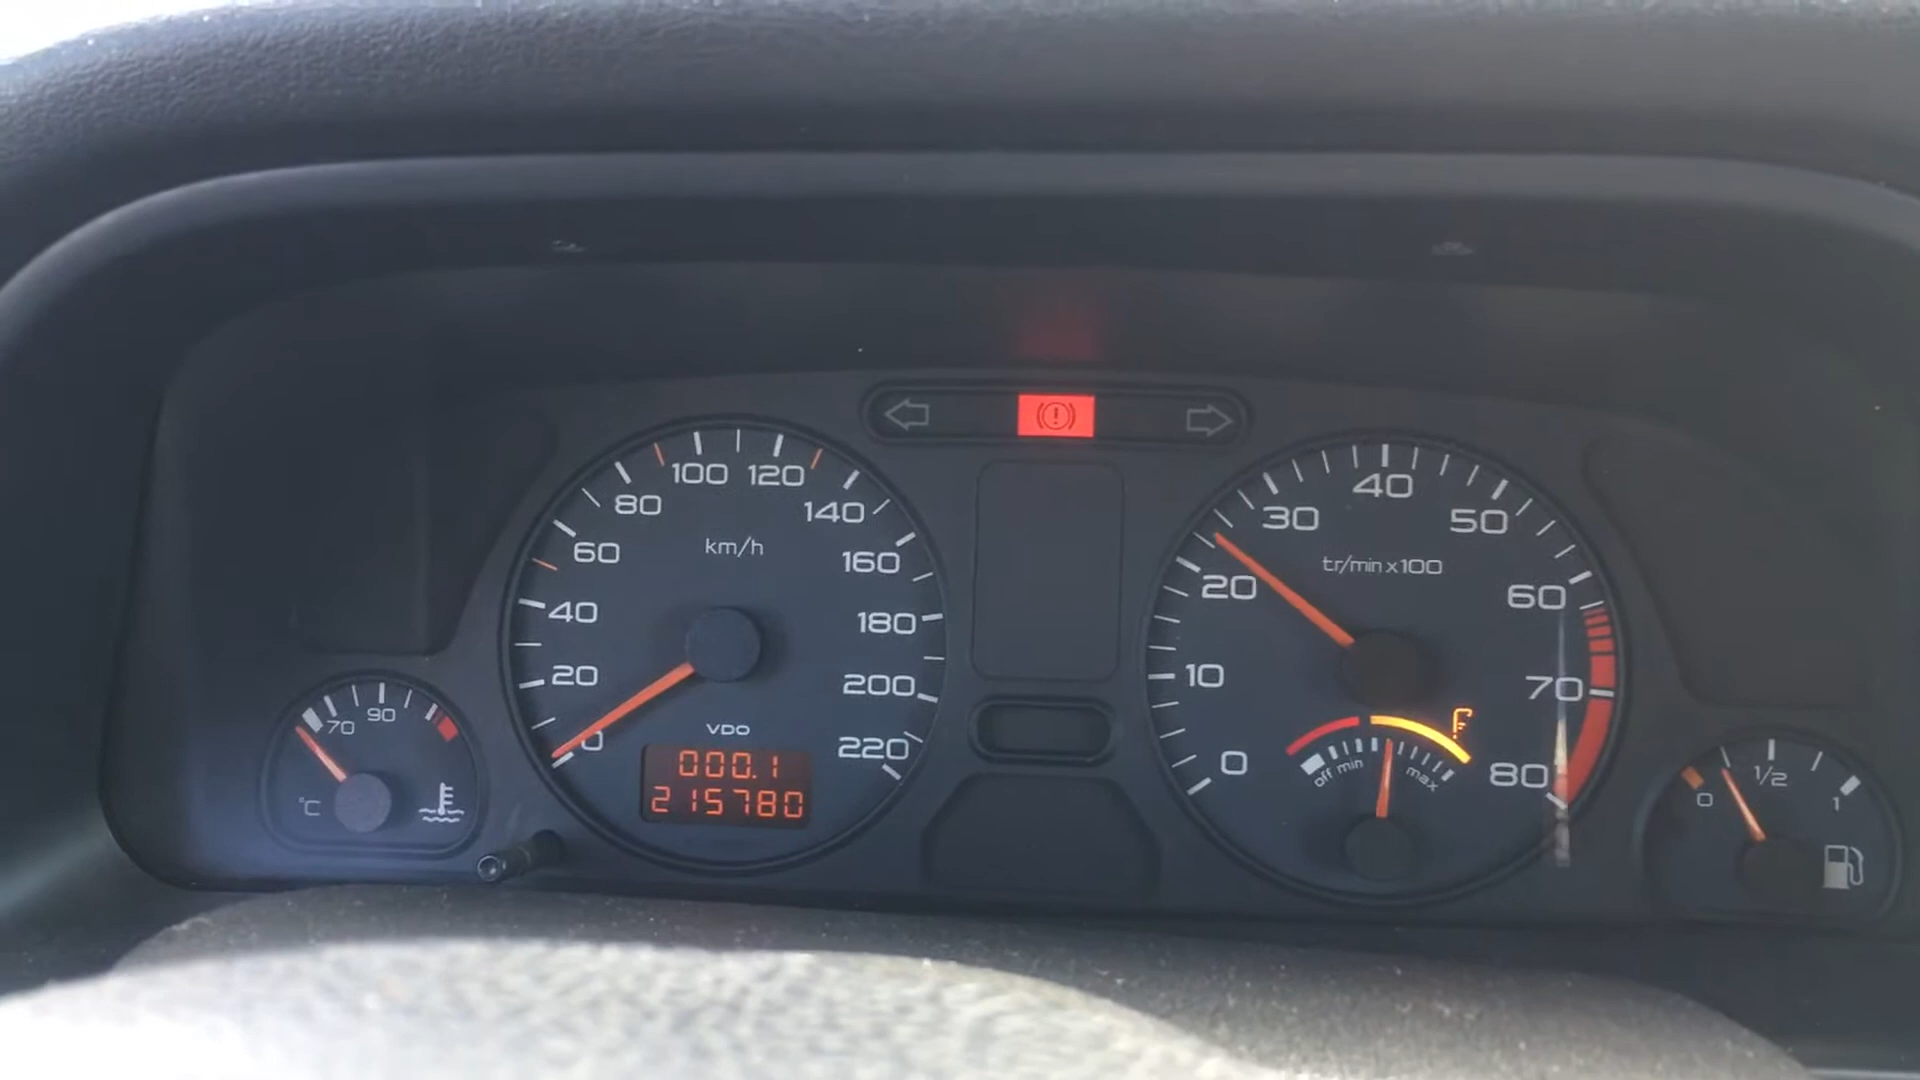 100 120
80 140
60 km/h 160
40 180
20 200
0 VDO 220
000.1
215780
70 90
°C
40
30 50
tr/min x 100
20 60
10 70
0 80
off min max
0 1/2 1